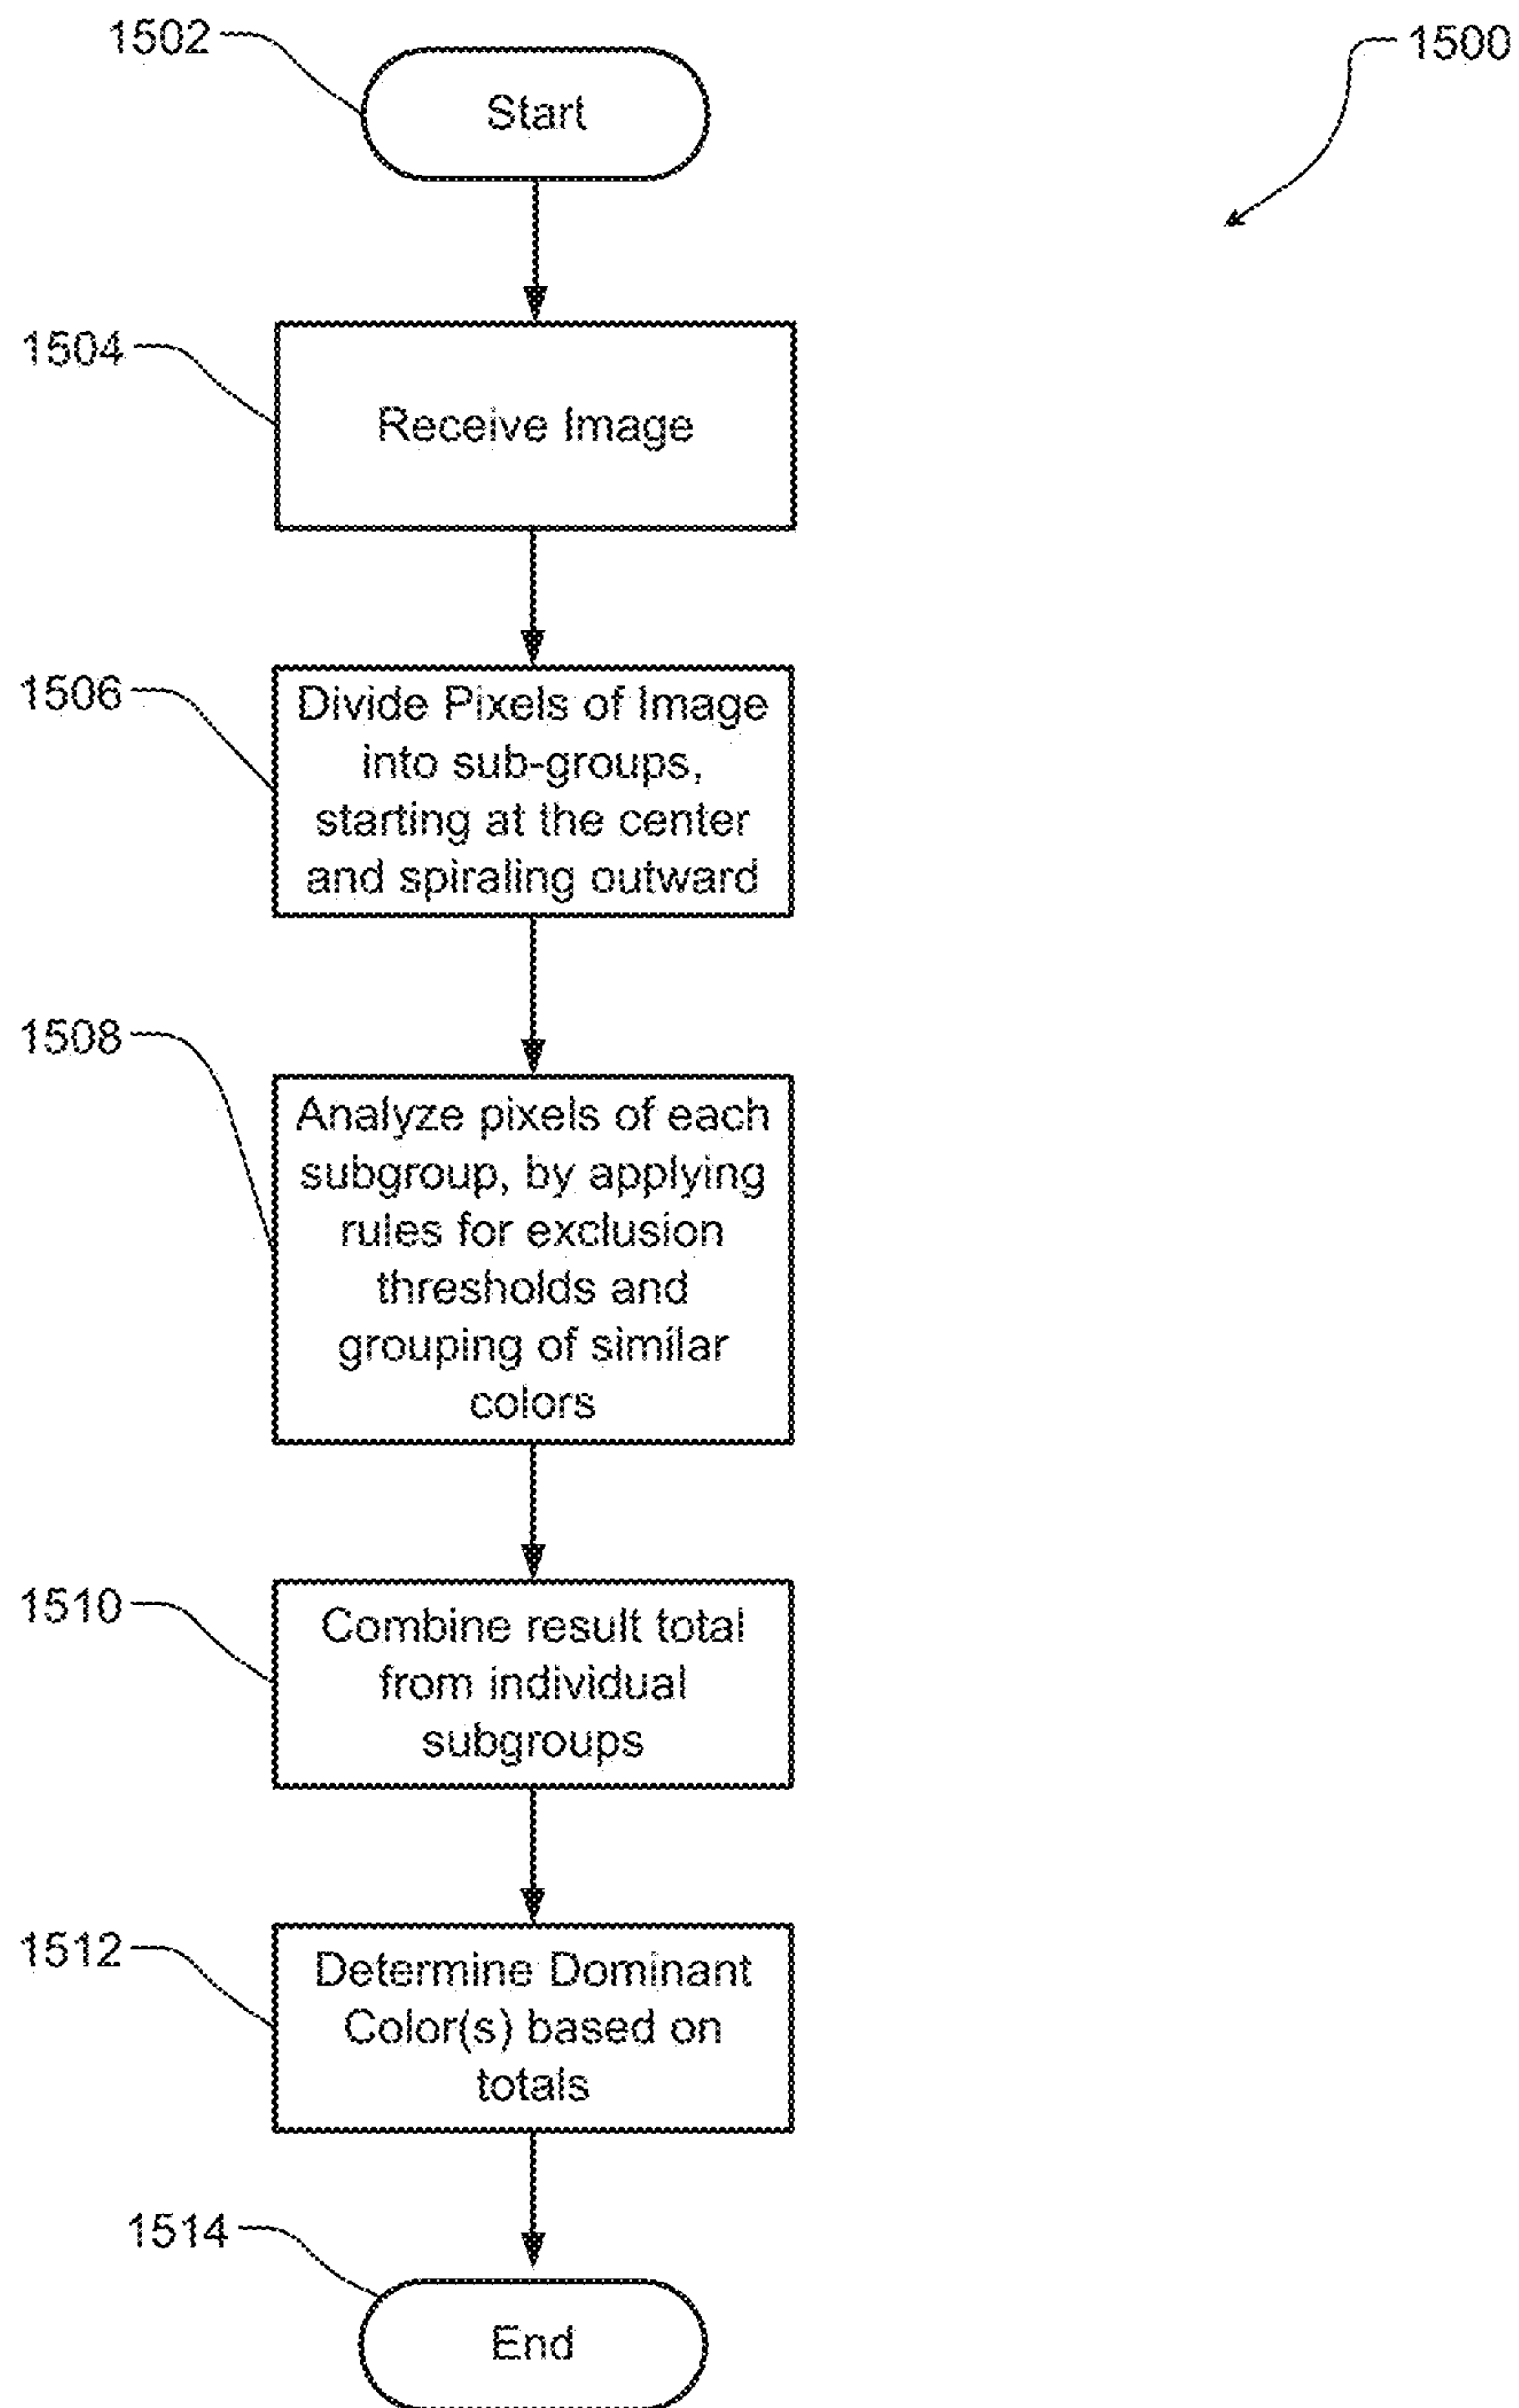 1502
1500
Start
1504
Receive Image
1506
Divide Pixels of Image
into sub-groups,
starting at the center
and spiraling outward
1508
Analyze pixels of each
subgroup, by applying
rules for exclusion
thresholds and
grouping of similar
colors
1510
Combine result total
from individual
subgroups
1512
Determine Dominant
Color(s) based on
totals
1514
End